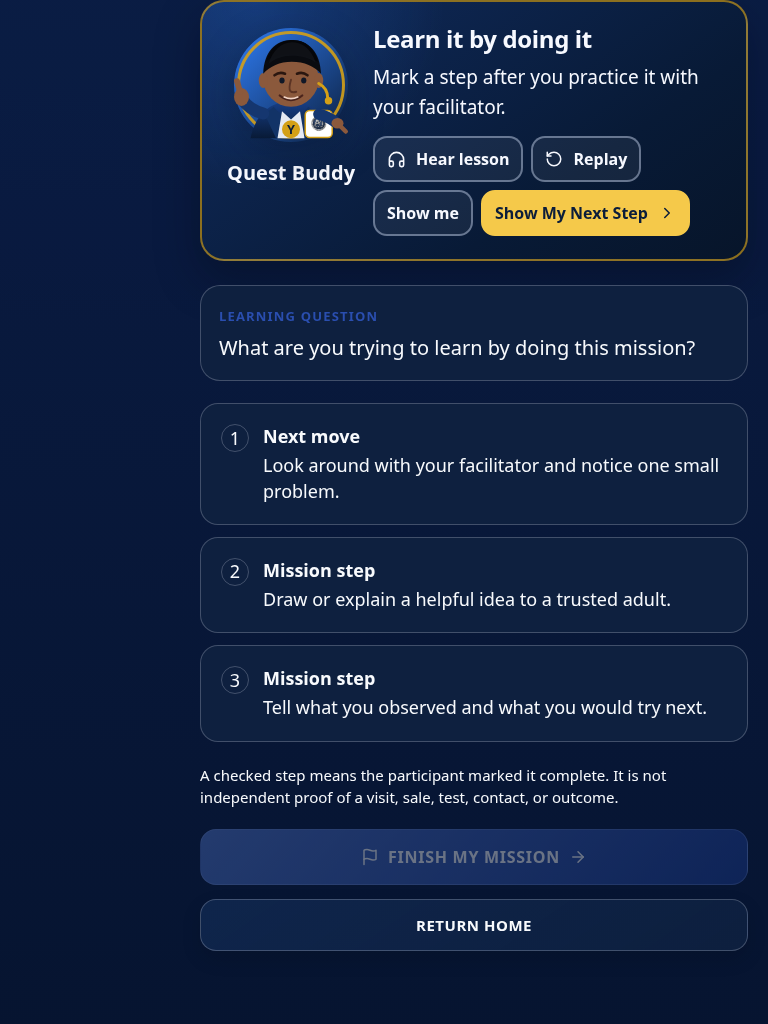 Learn it by doing it
Mark a step after you practice it with
your facilitator.
Y
Quest Buddy
Hear lesson
Replay
Show me
Show My Next Step
LEARNING QUESTION
What are you trying to learn by doing this mission?
1
Next move
Look around with your facilitator and notice one small
problem.
2
Mission step
Draw or explain a helpful idea to a trusted adult.
3
Mission step
Tell what you observed and what you would try next.
A checked step means the participant marked it complete. It is not
independent proof of a visit, sale, test, contact, or outcome.
FINISH MY MISSION
RETURN HOME